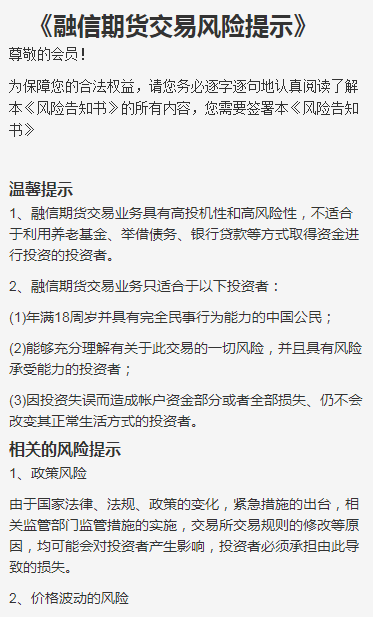 《融信期货交易风险提示》
尊敬的会员！
为保障您的合法权益，请您务必逐字逐句地认真阅读了解
本《风险告知书》的所有内容，您需要签署本《风险告知
书》
温馨提示
1、融信期货交易业务具有高投机性和高风险性，不适合
于利用养老基金、举借债务、银行贷款等方式取得资金进
行投资的投资者。
2、融信期货交易业务只适合于以下投资者：
(1)年满18周岁并具有完全民事行为能力的中国公民；
(2)能够充分理解有关于此交易的一切风险，并且具有风险
承受能力的投资者；
(3)因投资失误而造成帐户资金部分或者全部损失、仍不会
改变其正常生活方式的投资者。
相关的风险提示
1、政策风险
由于国家法律、法规、政策的变化，紧急措施的出台，相
关监管部门监管措施的实施，交易所交易规则的修改等原
因，均可能会对投资者产生影响，投资者必须承担由此导
致的损失。
2、价格波动的风险